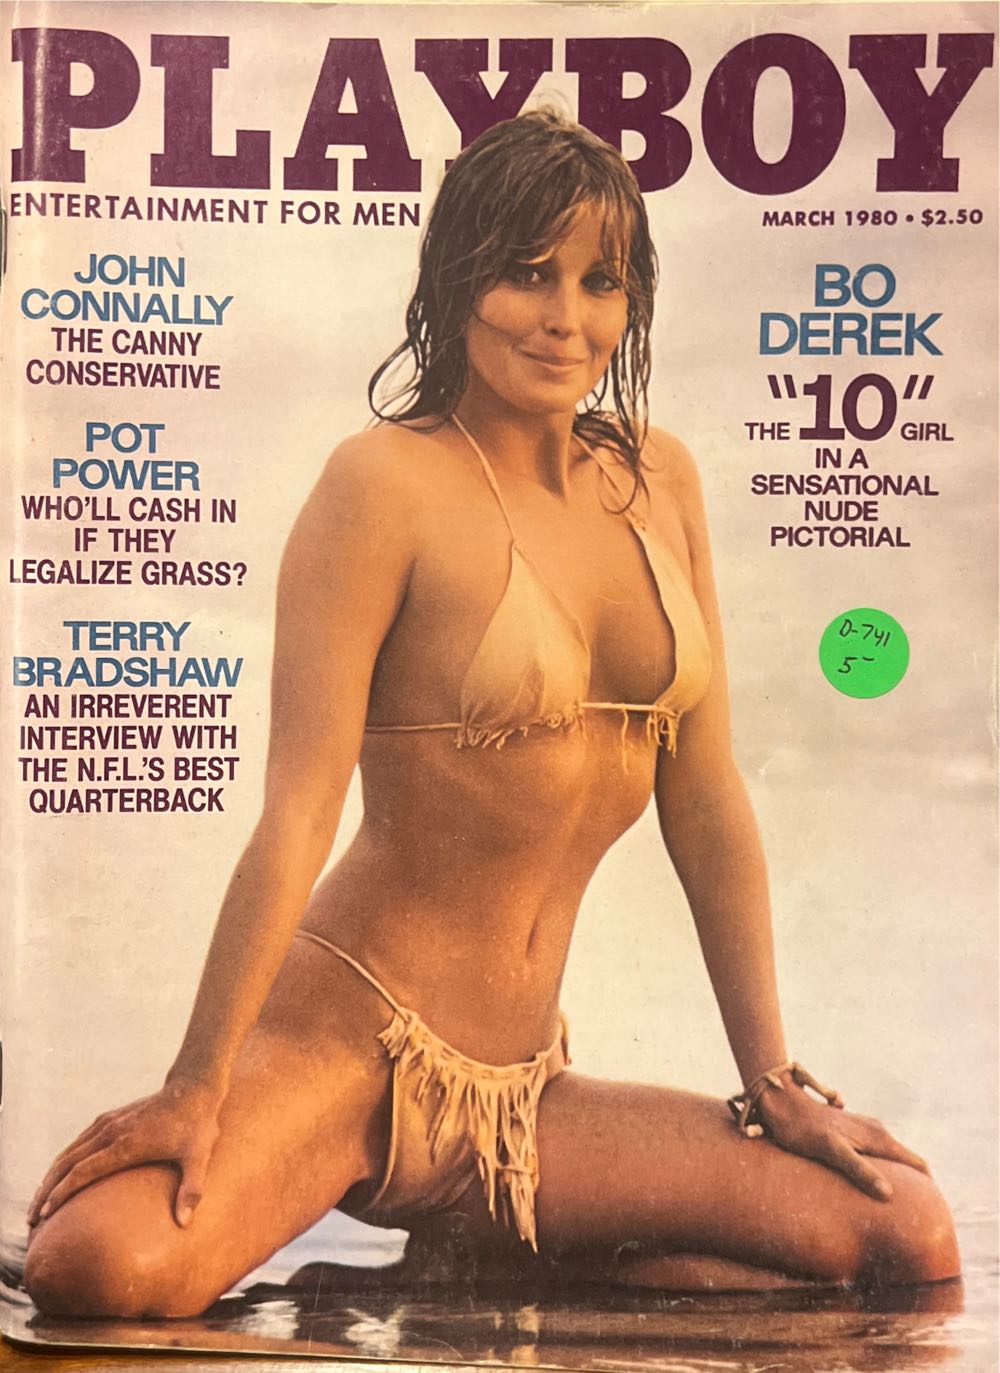 PLAYBOY
ENTERTAINMENT FOR MEN
MARCH 1980 • $2.50
JOHN
CONNALLY
THE CANNY
CONSERVATIVE
POT
POWER
WHO'LL CASH IN
IF THEY
LEGALIZE GRASS?
TERRY
BRADSHAW
AN IRREVERENT
INTERVIEW WITH
THE N.F.L.'S BEST
QUARTERBACK
BO
DEREK
THE "10" GIRL
IN A
SENSATIONAL
NUDE
PICTORIAL
D-741
5-